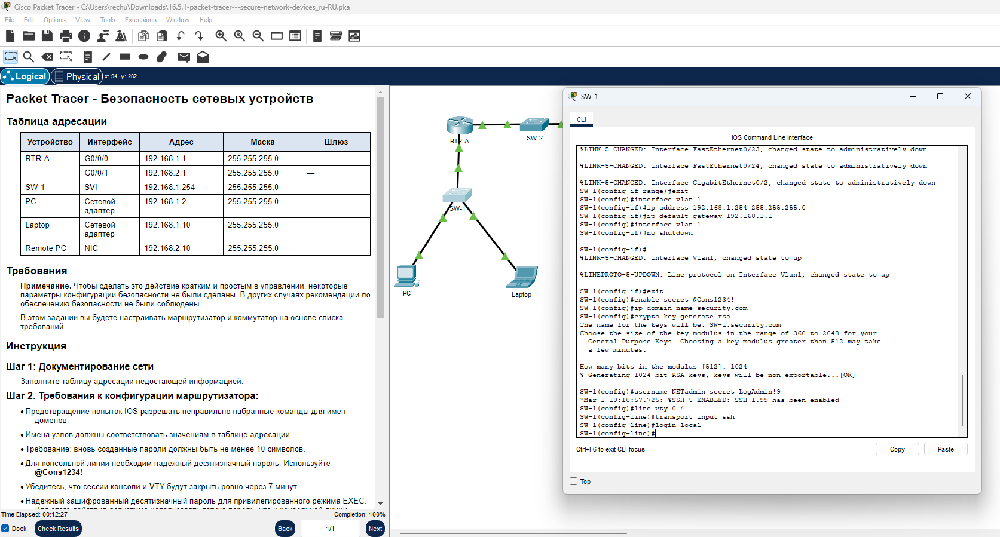 Cisco Packet Tracer - C:\Users\rechu\Downloads\16.5.1-packet-tracer---secure-network-devices_ru-RU.pka
File Edit Options View Tools Extensions Window Help
Logical
Physical
x: 94, y: 282
Packet Tracer - Безопасность сетевых устройств
Таблица адресации
Устройство Интерфейс Адрес Маска Шлюз
RTR-A G0/0/0 192.168.1.1 255.255.255.0 —
G0/0/1 192.168.2.1 255.255.255.0 —
SW-1 SVI 192.168.1.254 255.255.255.0
PC Сетевой адаптер 192.168.1.2 255.255.255.0
Laptop Сетевой адаптер 192.168.1.10 255.255.255.0
Remote PC NIC 192.168.2.10 255.255.255.0
Требования
Примечание. Чтобы сделать это действие кратким и простым в управлении, некоторые
параметры конфигурации безопасности не были сделаны. В других случаях рекомендации по
обеспечению безопасности не были соблюдены.
В этом задании вы будете настраивать маршрутизатор и коммутатор на основе списка
требований.
Инструкция
Шаг 1: Документирование сети
Заполните таблицу адресации недостающей информацией.
Шаг 2. Требования к конфигурации маршрутизатора:
• Предотвращение попыток IOS разрешать неправильно набранные команды для имен
доменов.
• Имена узлов должны соответствовать значениям в таблице адресации.
• Требование: вновь созданные пароли должны быть не менее 10 символов.
• Для консольной линии необходим надежный десятизначный пароль. Используйте
@Cons1234!
• Убедитесь, что сессии консоли и VTY будут закрыть ровно через 7 минут.
• Надежный зашифрованный десятизначный пароль для привилегированного режима EXEC.
Time Elapsed: 00:12:27
Completion: 100%
Dock
Check Results
Back
1/1
Next
RTR-A
SW-2
SW-1
PC
Laptop
SW-1
CLI
IOS Command Line Interface
%LINK-5-CHANGED: Interface FastEthernet0/23, changed state to administratively down
%LINK-5-CHANGED: Interface FastEthernet0/24, changed state to administratively down
%LINK-5-CHANGED: Interface GigabitEthernet0/2, changed state to administratively down
SW-1(config-if-range)#exit
SW-1(config)#interface vlan 1
SW-1(config-if)#ip address 192.168.1.254 255.255.255.0
SW-1(config-if)#ip default-gateway 192.168.1.1
SW-1(config)#interface vlan 1
SW-1(config-if)#no shutdown
SW-1(config-if)#
%LINK-5-CHANGED: Interface Vlan1, changed state to up
%LINEPROTO-5-UPDOWN: Line protocol on Interface Vlan1, changed state to up
SW-1(config-if)#exit
SW-1(config)#enable secret @Cons1234!
SW-1(config)#ip domain-name security.com
SW-1(config)#crypto key generate rsa
The name for the keys will be: SW-1.security.com
Choose the size of the key modulus in the range of 360 to 2048 for your
General Purpose Keys. Choosing a key modulus greater than 512 may take
a few minutes.
How many bits in the modulus [512]: 1024
% Generating 1024 bit RSA keys, keys will be non-exportable...[OK]
SW-1(config)#username NETadmin secret LogAdmin!9
*Mar 1 10:10:57.725: %SSH-5-ENABLED: SSH 1.99 has been enabled
SW-1(config)#line vty 0 4
SW-1(config-line)#transport input ssh
SW-1(config-line)#login local
SW-1(config-line)#
Ctrl+F6 to exit CLI focus
Copy
Paste
Top